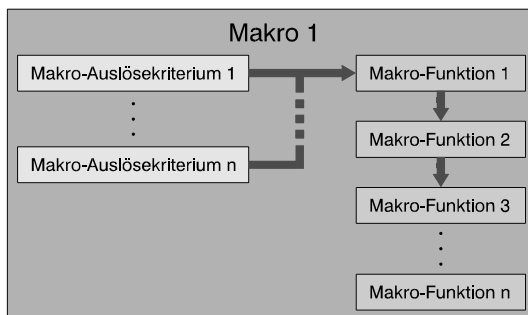 Makro 1
Makro-Auslösekriterium 1
Makro-Auslösekriterium n
Makro-Funktion 1
Makro-Funktion 2
Makro-Funktion 3
Makro-Funktion n